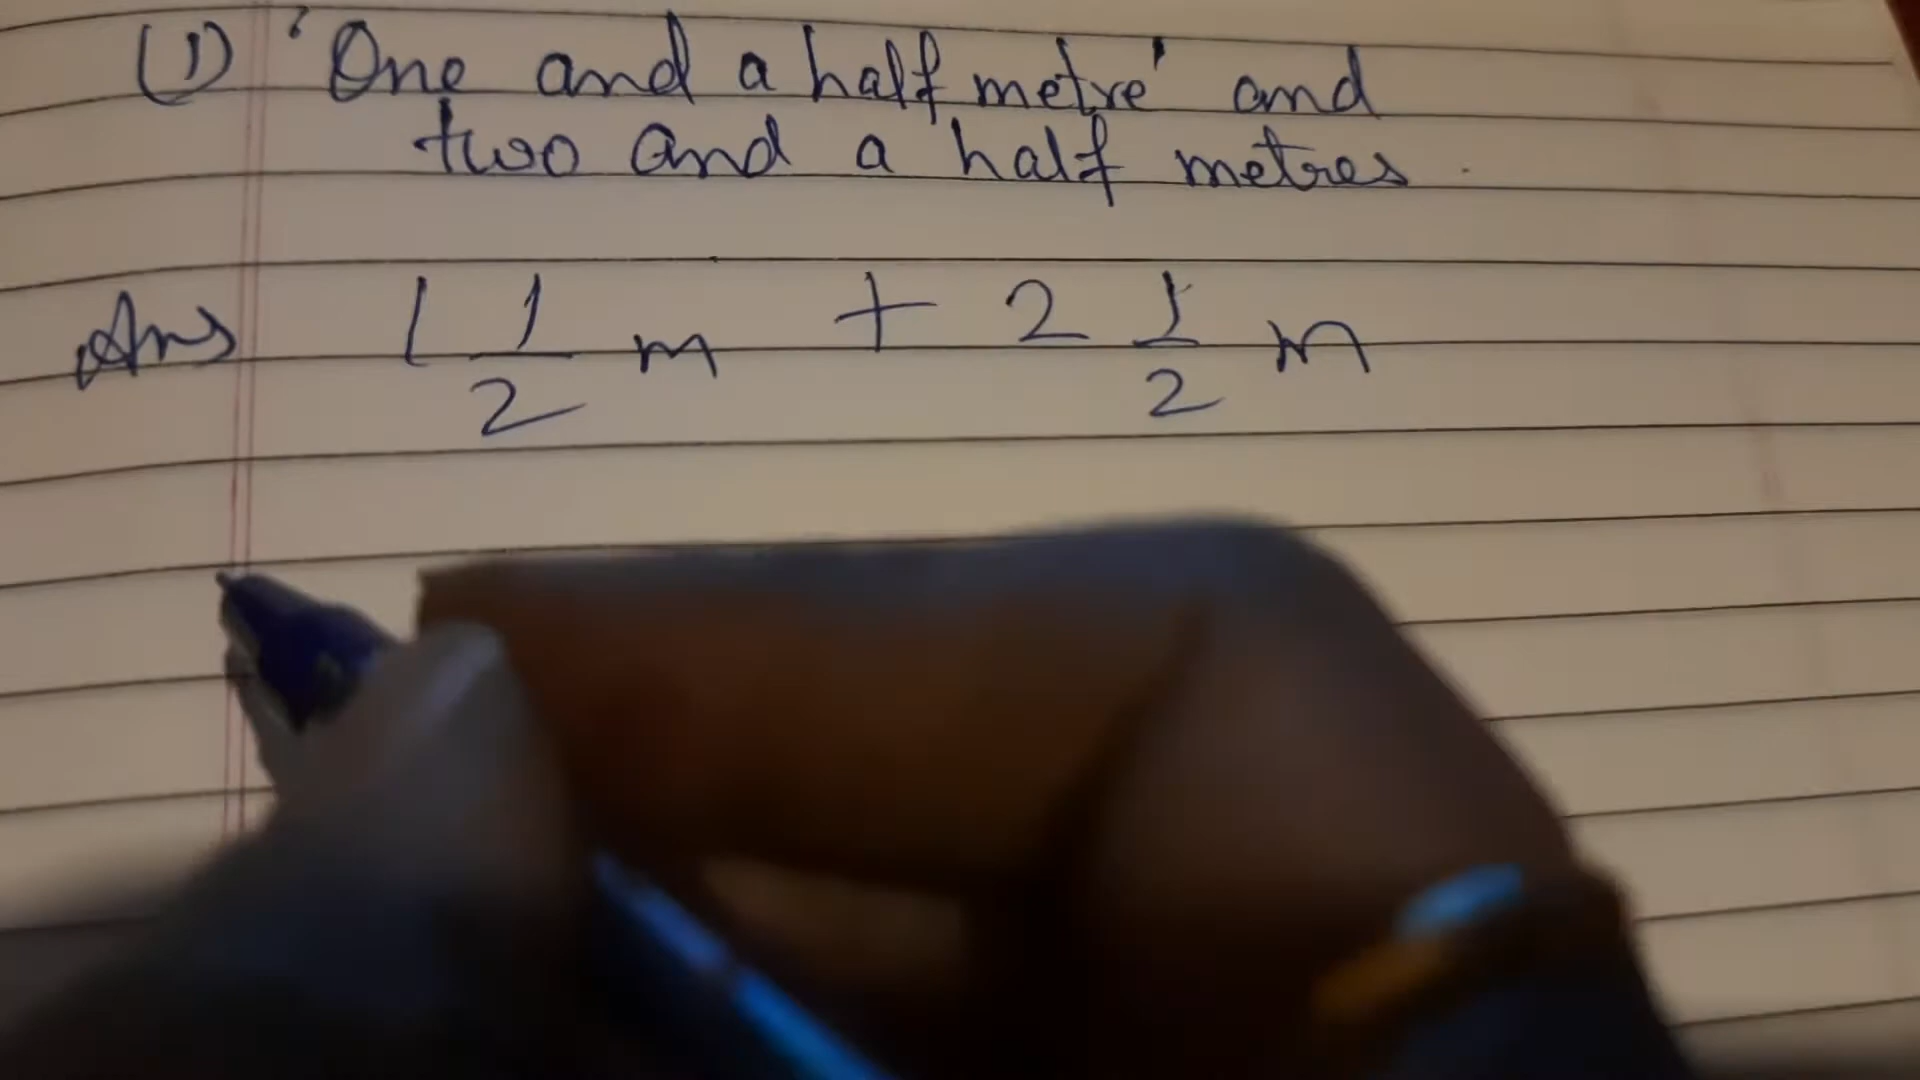 (1) 'One and a half metre' and
two and a half metres.
Ans 1 1/2 m + 2 1/2 m